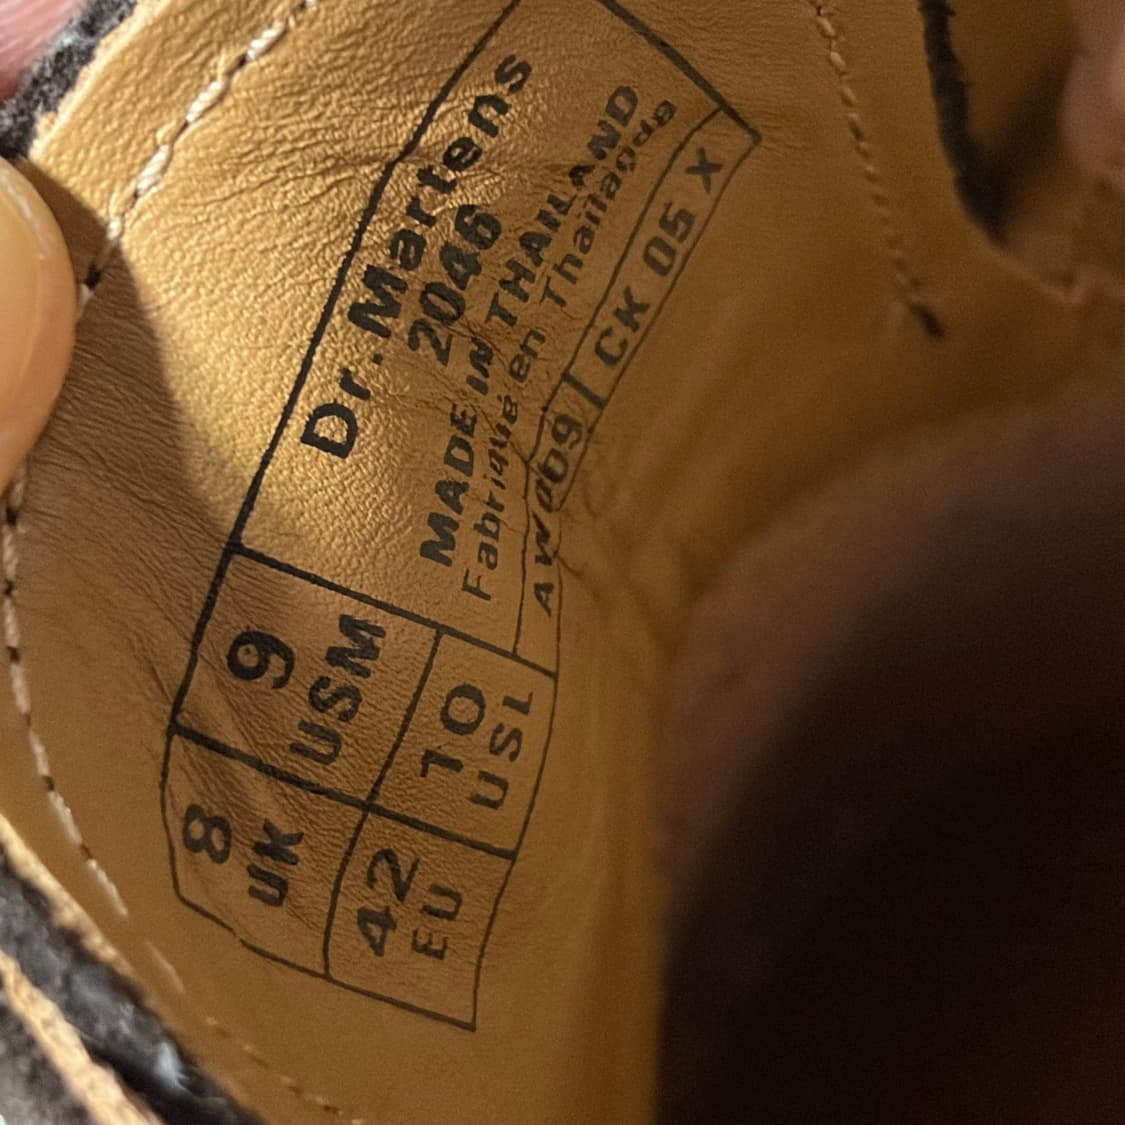 Dr. Martens
2046
MADE IN THAILAND
Fabriqué en Thaïlande
CK 05 X
8
UK
9
USM
42
EU
10
USL